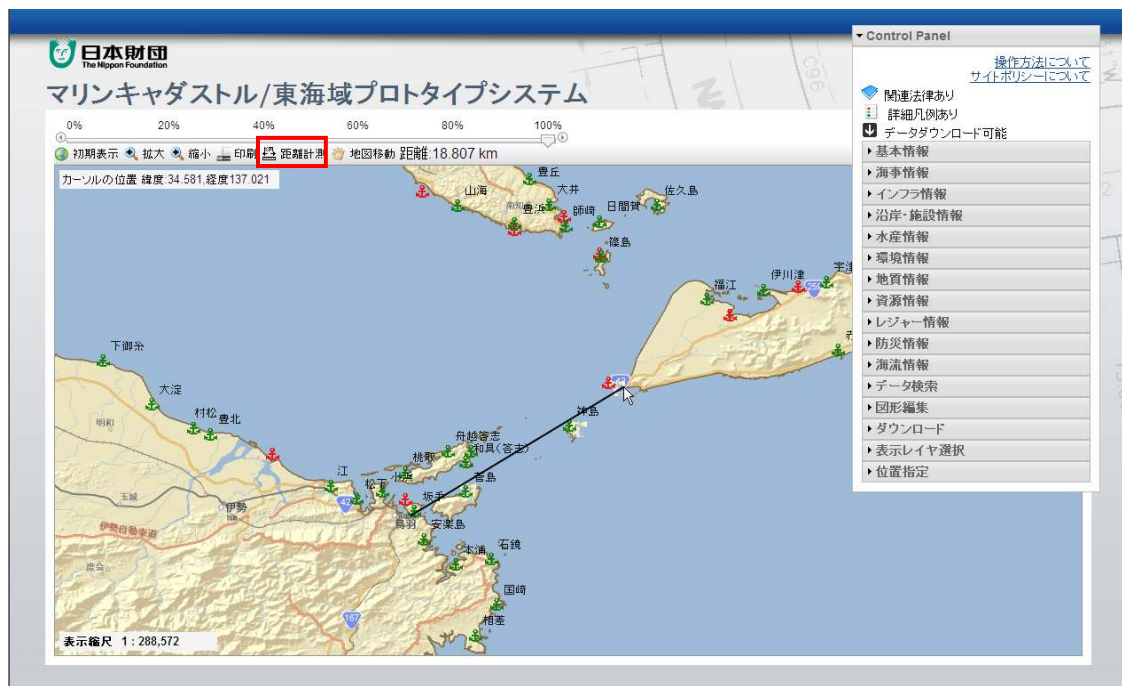 日本財団
The Nippon Foundation
マリンキャダストル/東海域プロトタイプシステム
0% 20% 40% 60% 80% 100%
初期表示 拡大 縮小 印刷 距離計測 地図移動 距離:18.807 km
カーソルの位置 緯度:34.581,経度137.021
Control Panel
操作方法について
サイトポリシーについて
関連法律あり
詳細凡例あり
データダウンロード可能
基本情報
海事情報
インフラ情報
沿岸・施設情報
水産情報
環境情報
地質情報
資源情報
レジャー情報
防災情報
海流情報
データ検索
図形編集
ダウンロード
表示レイヤ選択
位置指定
豊丘
山海
大井
佐久島
豊浜
師崎
日間賀
篠島
伊川津
福江
下御糸
大淀
村松
豊北
明和
神島
舟越答志
和具(答志)
桃取
江
松下
小浜
菅島
坂手
玉城
伊勢
42
鳥羽
安楽島
伊勢自動車道
本浦
石鏡
度会
国崎
167
相差
表示縮尺 1 : 288,572